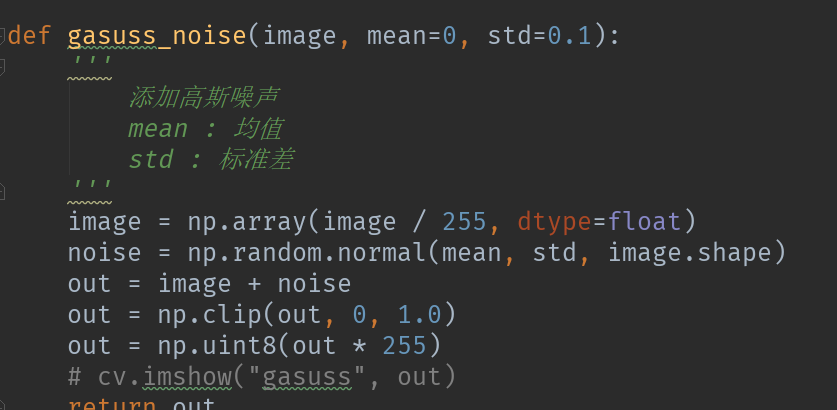 def gasuss_noise(image, mean=0, std=0.1):
'''
添加高斯噪声
mean : 均值
std : 标准差
'''
image = np.array(image / 255, dtype=float)
noise = np.random.normal(mean, std, image.shape)
out = image + noise
out = np.clip(out, 0, 1.0)
out = np.uint8(out * 255)
# cv.imshow("gasuss", out)
return out